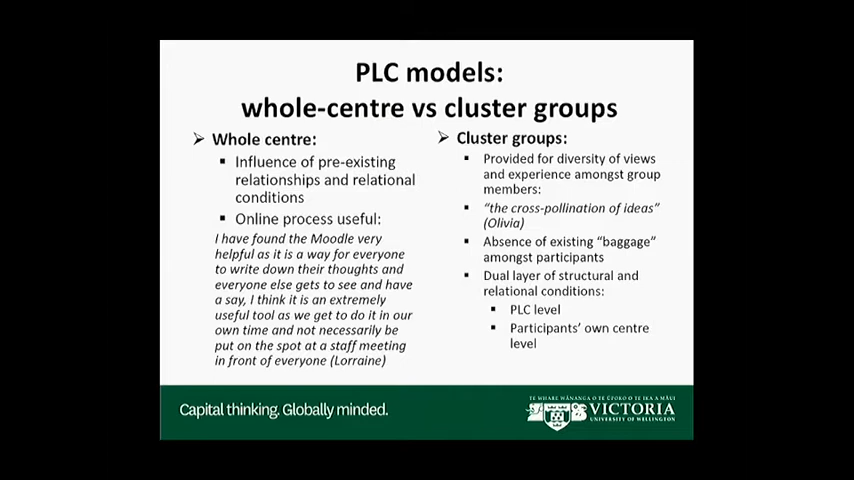 PLC models:
whole-centre vs cluster groups
Whole centre:
Influence of pre-existing
relationships and relational
conditions
Online process useful:
I have found the Moodle very
helpful as it is a way for everyone
to write down their thoughts and
everyone else gets to see and have
a say, I think it is an extremely
useful tool as we get to do it in our
own time and not necessarily be
put on the spot at a staff meeting
in front of everyone (Lorraine)
Cluster groups:
Provided for diversity of views
and experience amongst group
members:
"the cross-pollination of ideas"
(Olivia)
Absence of existing "baggage"
amongst participants
Dual layer of structural and
relational conditions:
PLC level
Participants' own centre
level
Capital thinking. Globally minded.
TE WHARE WĀNANGA O TE ŪPOKO O TE IKA A MĀUI
VICTORIA
UNIVERSITY OF WELLINGTON